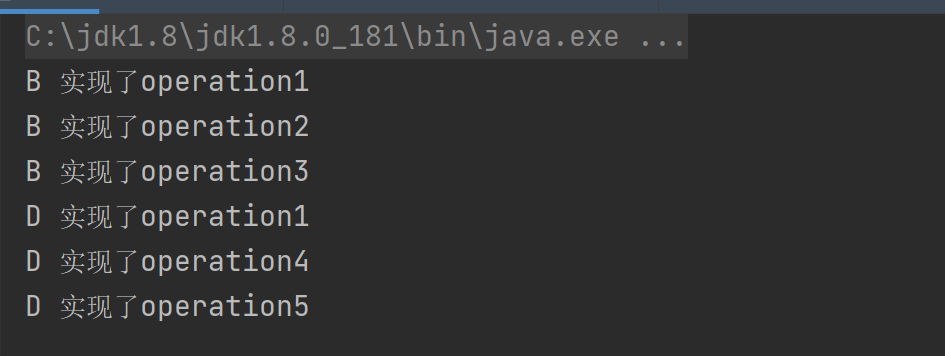 C:\jdk1.8\jdk1.8.0_181\bin\java.exe ...
B 实现了operation1
B 实现了operation2
B 实现了operation3
D 实现了operation1
D 实现了operation4
D 实现了operation5